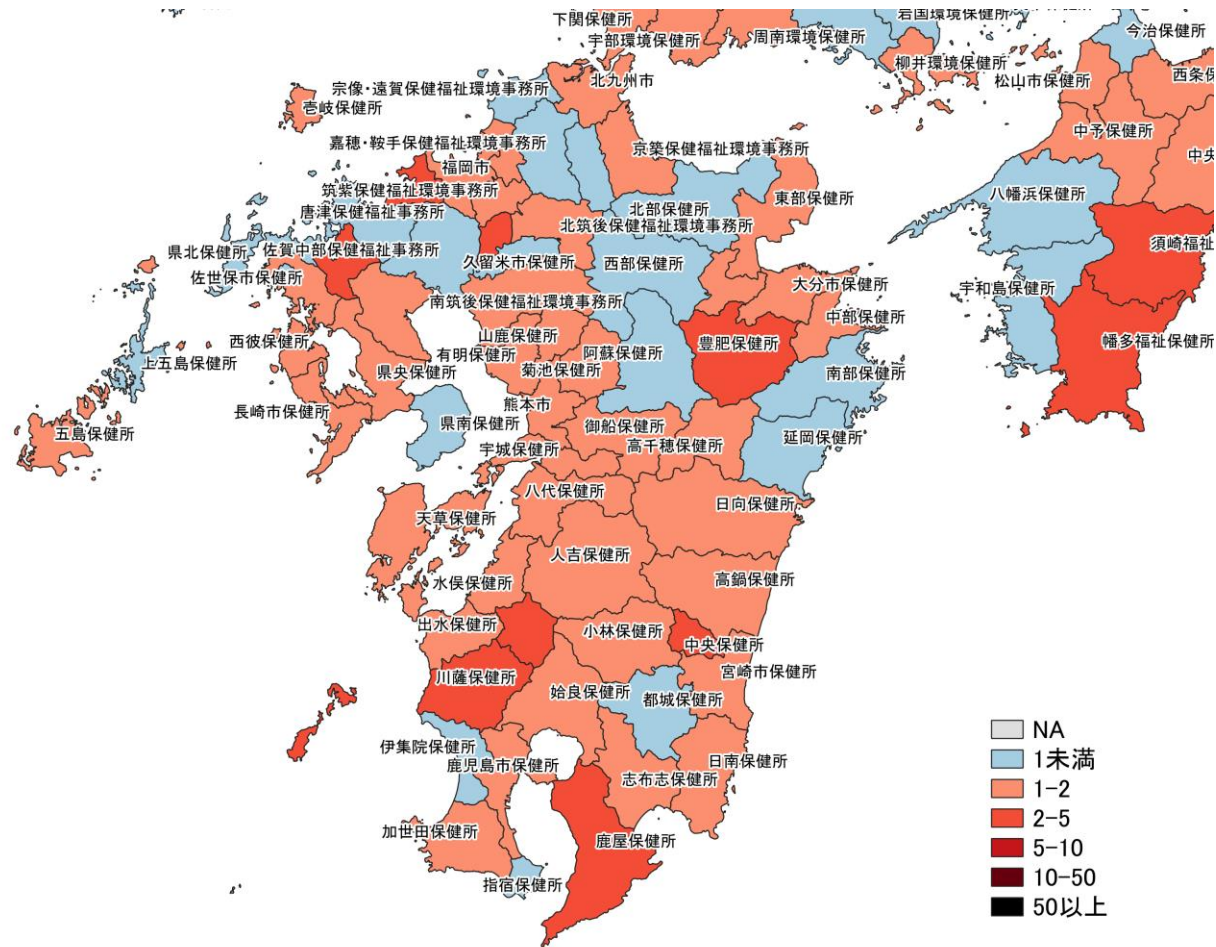 下関保健所
岩国環境保健所
今治保健所
宇部環境保健所
周南環境保健所
柳井環境保健所
松山市保健所
西条保
北九州市
宗像・遠賀保健福祉環境事務所
壱岐保健所
中予保健所
中央
嘉穂・鞍手保健福祉環境事務所
京築保健福祉環境事務所
福岡市
筑紫保健福祉環境事務所
東部保健所
八幡浜保健所
唐津保健福祉事務所
北部保健所
北筑後保健福祉環境事務所
須崎福祉
県北保健所
佐賀中部保健福祉事務所
久留米市保健所
西部保健所
佐世保市保健所
大分市保健所
宇和島保健所
南筑後保健福祉環境事務所
中部保健所
西彼保健所
山鹿保健所
豊肥保健所
幡多福祉保健所
有明保健所
阿蘇保健所
上五島保健所
県央保健所
菊池保健所
南部保健所
長崎市保健所
熊本市
県南保健所
御船保健所
延岡保健所
五島保健所
宇城保健所
高千穂保健所
八代保健所
日向保健所
天草保健所
人吉保健所
水俣保健所
高鍋保健所
出水保健所
小林保健所
中央保健所
川薩保健所
宮崎市保健所
姶良保健所
都城保健所
伊集院保健所
鹿児島市保健所
志布志保健所
日南保健所
加世田保健所
鹿屋保健所
指宿保健所
NA
1未満
1-2
2-5
5-10
10-50
50以上